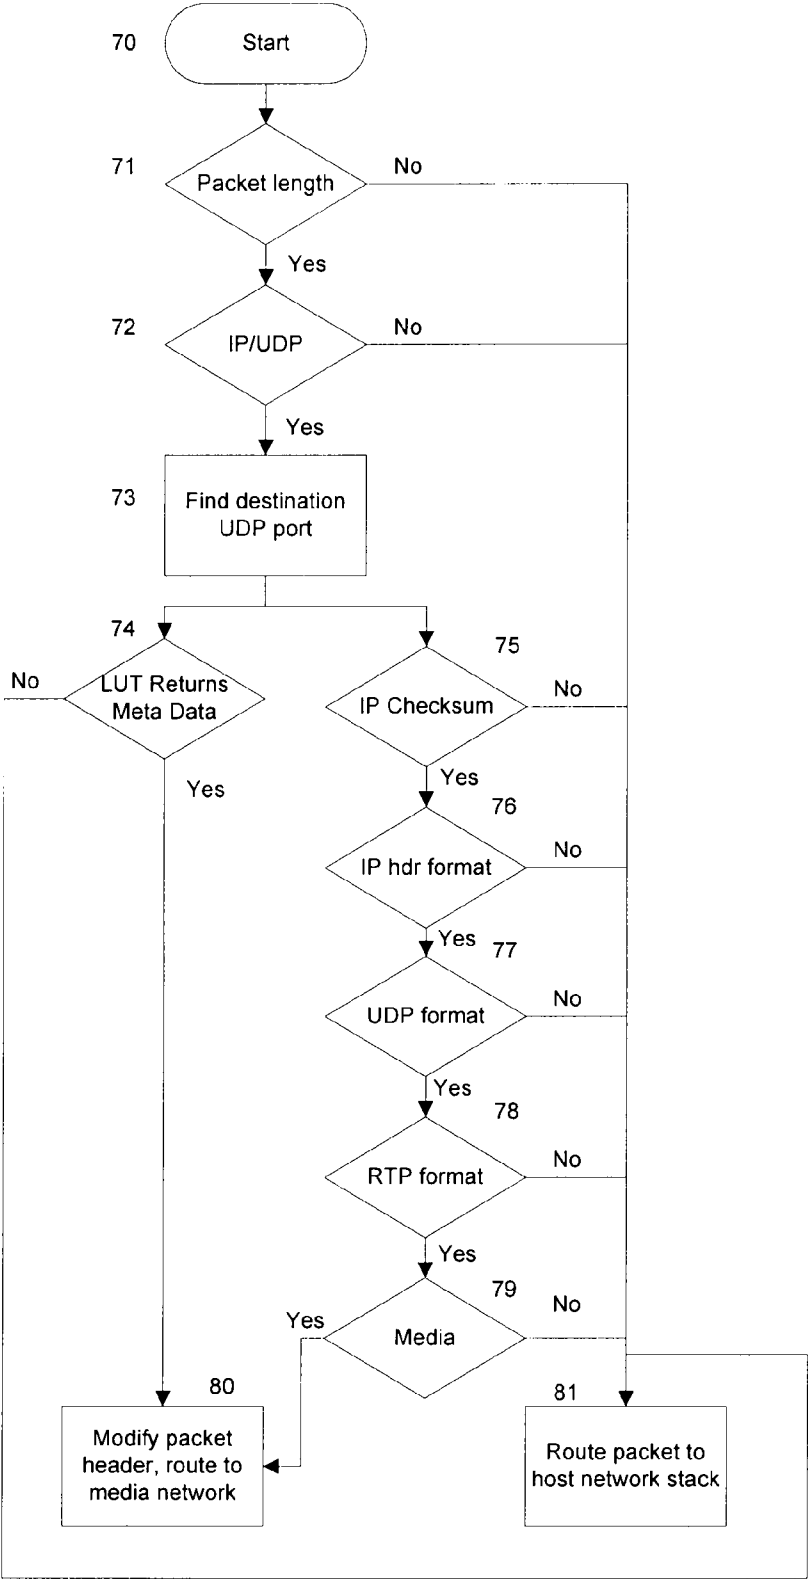 70
Start
71
Packet length
No
Yes
72
IP/UDP
No
Yes
73
Find destination
UDP port
74
No
LUT Returns
Meta Data
Yes
75
IP Checksum
No
Yes
76
IP hdr format
No
Yes
77
UDP format
No
Yes
78
RTP format
No
Yes
79
Yes
Media
No
80
Modify packet
header, route to
media network
81
Route packet to
host network stack